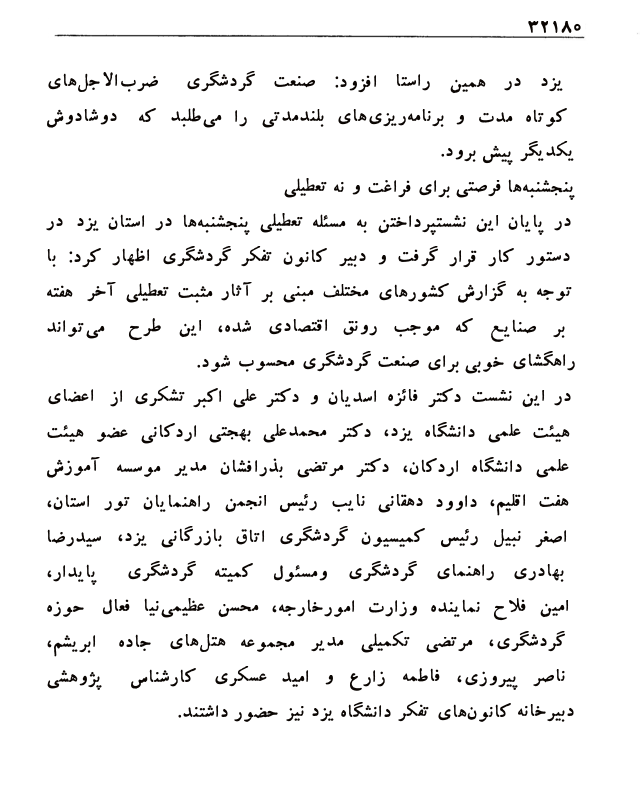 ۳۲۱۸۰
یزد در همین راستا افزود: صنعت گردشگری ضرب‌الاجل‌های
کوتاه مدت و برنامه‌ریزی‌های بلندمدتی را می‌طلبد که دوشادوش
یکدیگر پیش برود.
پنجشنبه‌ها فرصتی برای فراغت و نه تعطیلی
در پایان این نشستپرداختن به مسئله تعطیلی پنجشنبه‌ها در استان یزد در
دستور کار قرار گرفت و دبیر کانون تفکر گردشگری اظهار کرد: با
توجه به گزارش کشورهای مختلف مبنی بر آثار مثبت تعطیلی آخر هفته
بر صنایع که موجب رونق اقتصادی شده، این طرح می‌تواند
راهگشای خوبی برای صنعت گردشگری محسوب شود.
در این نشست دکتر فائزه اسدیان و دکتر علی اکبر تشکری از اعضای
هیئت علمی دانشگاه یزد، دکتر محمدعلی بهجتی اردکانی عضو هیئت
علمی دانشگاه اردکان، دکتر مرتضی بذرافشان مدیر موسسه آموزش
هفت اقلیم، داوود دهقانی نایب رئیس انجمن راهنمایان تور استان،
اصغر نبیل رئیس کمیسیون گردشگری اتاق بازرگانی یزد، سیدرضا
بهادری راهنمای گردشگری ومسئول کمیته گردشگری پایدار،
امین فلاح نماینده وزارت امورخارجه، محسن عظیمی‌نیا فعال حوزه
گردشگری، مرتضی تکمیلی مدیر مجموعه هتل‌های جاده ابریشم،
ناصر پیروزی، فاطمه زارع و امید عسکری کارشناس پژوهشی
دبیرخانه کانون‌های تفکر دانشگاه یزد نیز حضور داشتند.